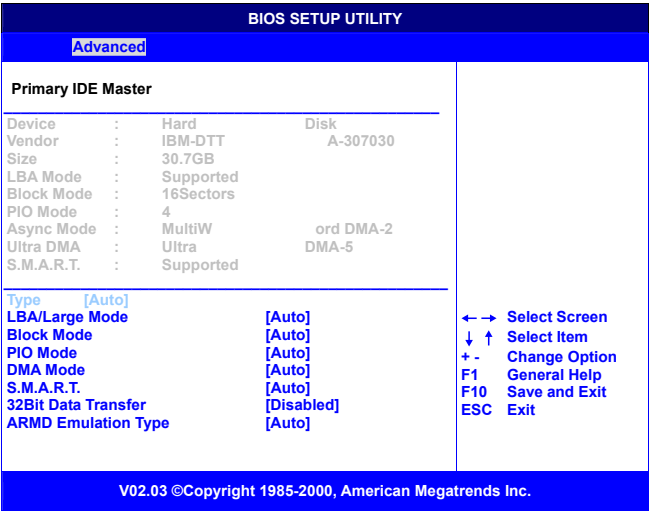 BIOS SETUP UTILITY
Advanced
Primary IDE Master
Device : Hard Disk
Vendor : IBM-DTT A-307030
Size : 30.7GB
LBA Mode : Supported
Block Mode : 16Sectors
PIO Mode : 4
Async Mode : MultiW ord DMA-2
Ultra DMA : Ultra DMA-5
S.M.A.R.T. : Supported
Type [Auto]
LBA/Large Mode [Auto]
Block Mode [Auto]
PIO Mode [Auto]
DMA Mode [Auto]
S.M.A.R.T. [Auto]
32Bit Data Transfer [Disabled]
ARMD Emulation Type [Auto]
←→ Select Screen
↓ ↑ Select Item
+ - Change Option
F1 General Help
F10 Save and Exit
ESC Exit
V02.03 ©Copyright 1985-2000, American Megatrends Inc.